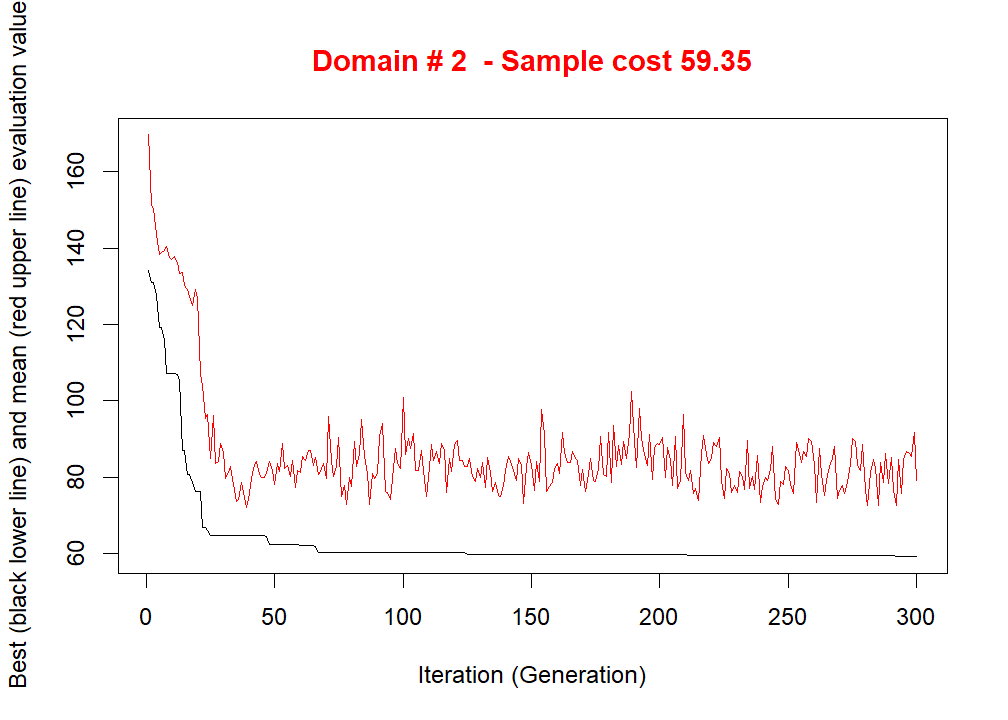 Domain # 2  - Sample cost 59.35
Best (black lower line) and mean (red upper line) evaluation value
160
140
120
100
80
60
0 50 100 150 200 250 300
Iteration (Generation)